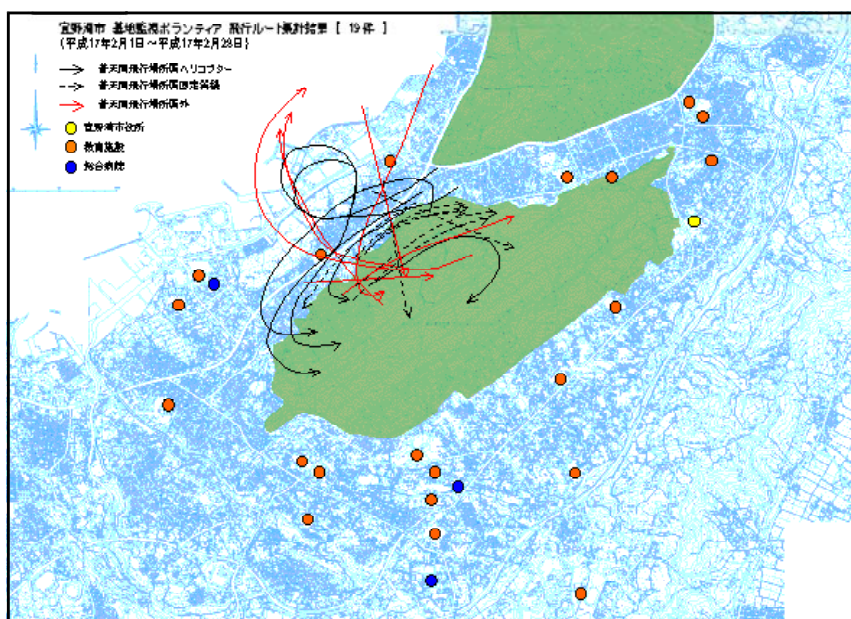 宜野湾市 基地監視ボランティア 飛行ルート集計結果 [ 19件 ]
(平成17年2月1日～平成17年2月28日)
普天間飛行場所属ヘリコプター
普天間飛行場所属固定翼機
普天間飛行場所属外
宜野湾市役所
教育施設
総合病院